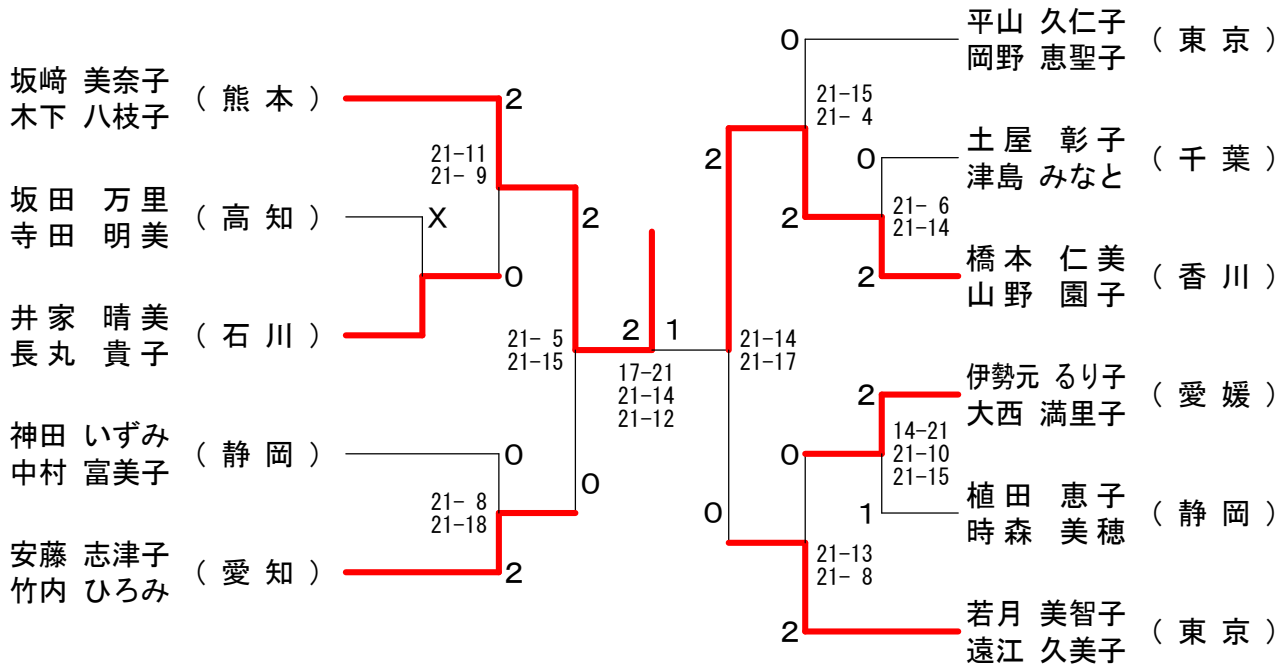 坂﨑 美奈子
木下 八枝子
( 熊 本 )
2
21-11
21- 9
坂 田 万 里
寺 田 明 美
( 高 知 )
X
2
0
井 家 晴 美
長 丸 貴 子
( 石 川 )
21- 5
21-15
2
1
17-21
21-14
21-12
神田 いずみ
中村 富美子
( 静 岡 )
0
0
21- 8
21-18
安藤 志津子
竹内 ひろみ
( 愛 知 )
2
平山 久仁子
岡野 恵聖子
( 東 京 )
0
21-15
21- 4
2
土 屋 彰 子
津島 みなと
( 千 葉 )
0
2
21- 6
21-14
橋 本 仁 美
山 野 園 子
( 香 川 )
2
21-14
21-17
伊勢元 るり子
大西 満里子
( 愛 媛 )
2
14-21
21-10
21-15
0
0
植 田 恵 子
時 森 美 穂
( 静 岡 )
1
21-13
21- 8
若月 美智子
遠江 久美子
( 東 京 )
2